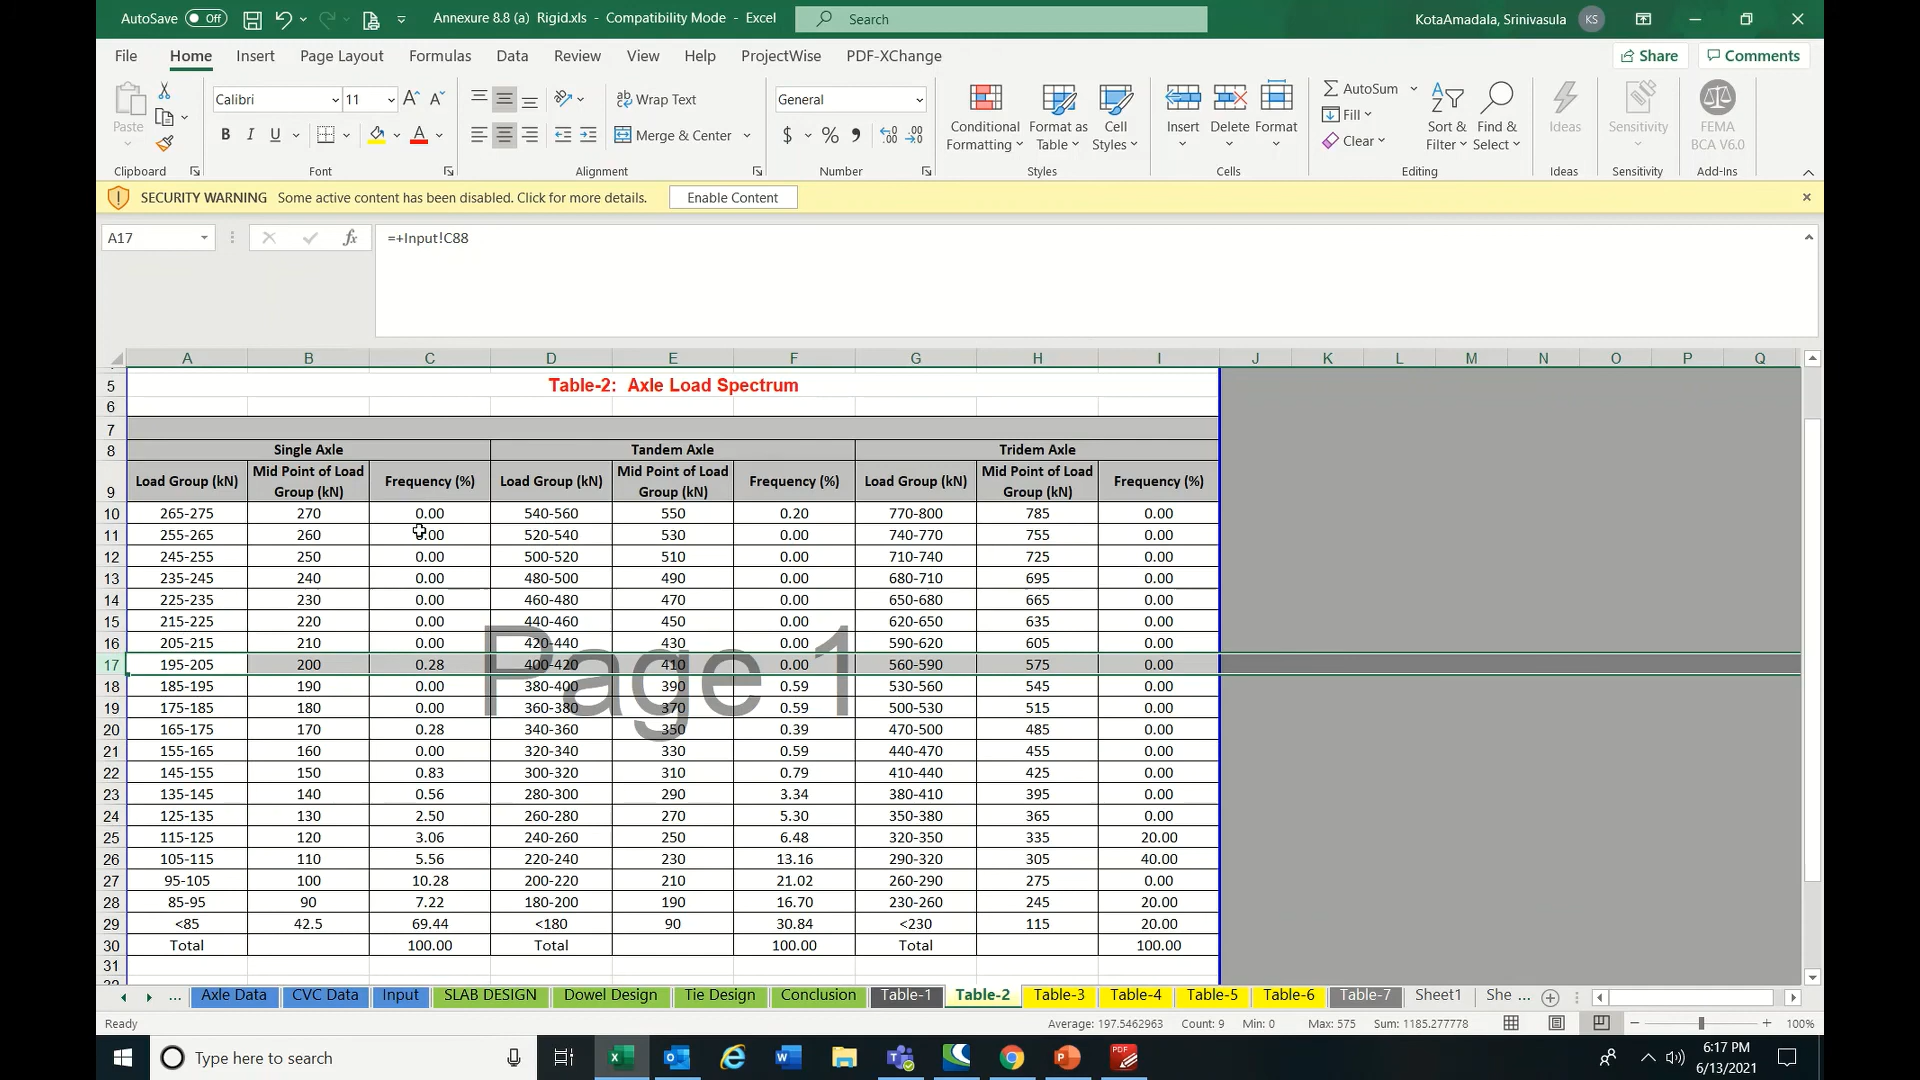 AutoSave Off Annexure 8.8 (a) Rigid.xls - Compatibility Mode - Excel Search KotaAmadala, Srinivasula KS
File Home Insert Page Layout Formulas Data Review View Help ProjectWise PDF-XChange Share Comments
Calibri 11 Wrap Text General AutoSum
Paste B I U Merge & Center $ % Conditional Formatting Format as Table Cell Styles Insert Delete Format Fill Clear Sort & Filter Find & Select Ideas Sensitivity FEMA BCA V6.0
Clipboard Font Alignment Number Styles Cells Editing Ideas Sensitivity Add-Ins
SECURITY WARNING Some active content has been disabled. Click for more details. Enable Content
A17 fx =+Input!C88
A B C D E F G H I J K L M N O P Q
5 Table-2: Axle Load Spectrum
6
7
8 Single Axle Tandem Axle Tridem Axle
9 Load Group (kN) Mid Point of Load Group (kN) Frequency (%) Load Group (kN) Mid Point of Load Group (kN) Frequency (%) Load Group (kN) Mid Point of Load Group (kN) Frequency (%)
10 265-275 270 0.00 540-560 550 0.20 770-800 785 0.00
11 255-265 260 0.00 520-540 530 0.00 740-770 755 0.00
12 245-255 250 0.00 500-520 510 0.00 710-740 725 0.00
13 235-245 240 0.00 480-500 490 0.00 680-710 695 0.00
14 225-235 230 0.00 460-480 470 0.00 650-680 665 0.00
15 215-225 220 0.00 440-460 450 0.00 620-650 635 0.00
16 205-215 210 0.00 420-440 430 0.00 590-620 605 0.00
17 195-205 200 0.28 400-420 410 0.00 560-590 575 0.00
Page 1
18 185-195 190 0.00 380-400 390 0.59 530-560 545 0.00
19 175-185 180 0.00 360-380 370 0.59 500-530 515 0.00
20 165-175 170 0.28 340-360 350 0.39 470-500 485 0.00
21 155-165 160 0.00 320-340 330 0.59 440-470 455 0.00
22 145-155 150 0.83 300-320 310 0.79 410-440 425 0.00
23 135-145 140 0.56 280-300 290 3.34 380-410 395 0.00
24 125-135 130 2.50 260-280 270 5.30 350-380 365 0.00
25 115-125 120 3.06 240-260 250 6.48 320-350 335 20.00
26 105-115 110 5.56 220-240 230 13.16 290-320 305 40.00
27 95-105 100 10.28 200-220 210 21.02 260-290 275 0.00
28 85-95 90 7.22 180-200 190 16.70 230-260 245 20.00
29 <85 42.5 69.44 <180 90 30.84 <230 115 20.00
30 Total 100.00 Total 100.00 Total 100.00
31
... Axle Data CVC Data Input SLAB DESIGN Dowel Design Tie Design Conclusion Table-1 Table-2 Table-3 Table-4 Table-5 Table-6 Table-7 Sheet1 She ...
Ready Average: 197.5462963 Count: 9 Min: 0 Max: 575 Sum: 1185.277778 100%
Type here to search 6:17 PM
6/13/2021